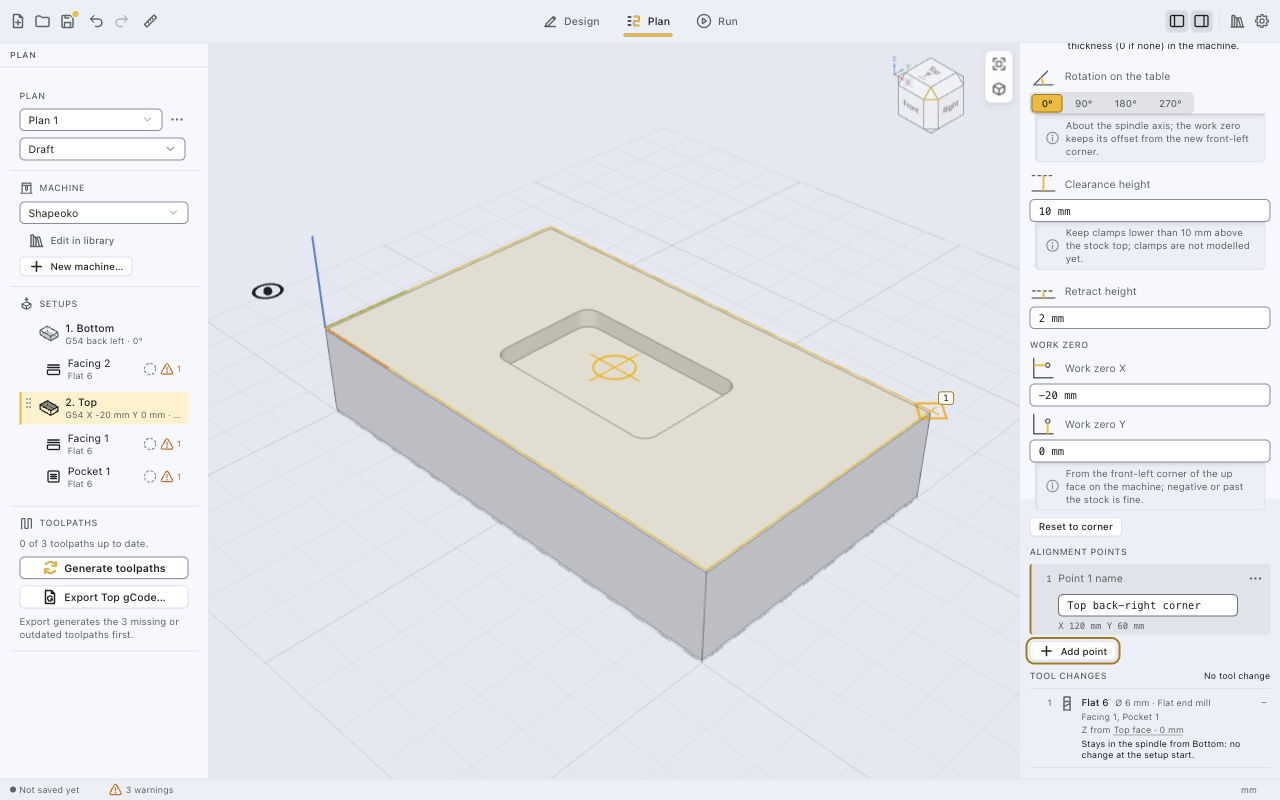 Design
Plan
Run
PLAN
PLAN
Plan 1
Draft
MACHINE
Shapeoko
Edit in library
New machine...
SETUPS
1. Bottom
G54 back left · 0°
Facing 2
Flat 6
1
2. Top
G54 X −20 mm Y 0 mm · ...
Facing 1
Flat 6
1
Pocket 1
Flat 6
1
TOOLPATHS
0 of 3 toolpaths up to date.
Generate toolpaths
Export Top gCode...
Export generates the 3 missing or
outdated toolpaths first.
Front
Right
Z
1
thickness (0 if none) in the machine.
Rotation on the table
0° 90° 180° 270°
About the spindle axis; the work zero
keeps its offset from the new front-left
corner.
Clearance height
10 mm
Keep clamps lower than 10 mm above
the stock top; clamps are not modelled
yet.
Retract height
2 mm
WORK ZERO
Work zero X
−20 mm
Work zero Y
0 mm
From the front-left corner of the up
face on the machine; negative or past
the stock is fine.
Reset to corner
ALIGNMENT POINTS
1 Point 1 name
Top back-right corner
X 120 mm Y 60 mm
Add point
TOOL CHANGES No tool change
1 Flat 6 Ø 6 mm · Flat end mill
Facing 1, Pocket 1
Z from Top face · 0 mm
Stays in the spindle from Bottom: no
change at the setup start.
Not saved yet
3 warnings
mm